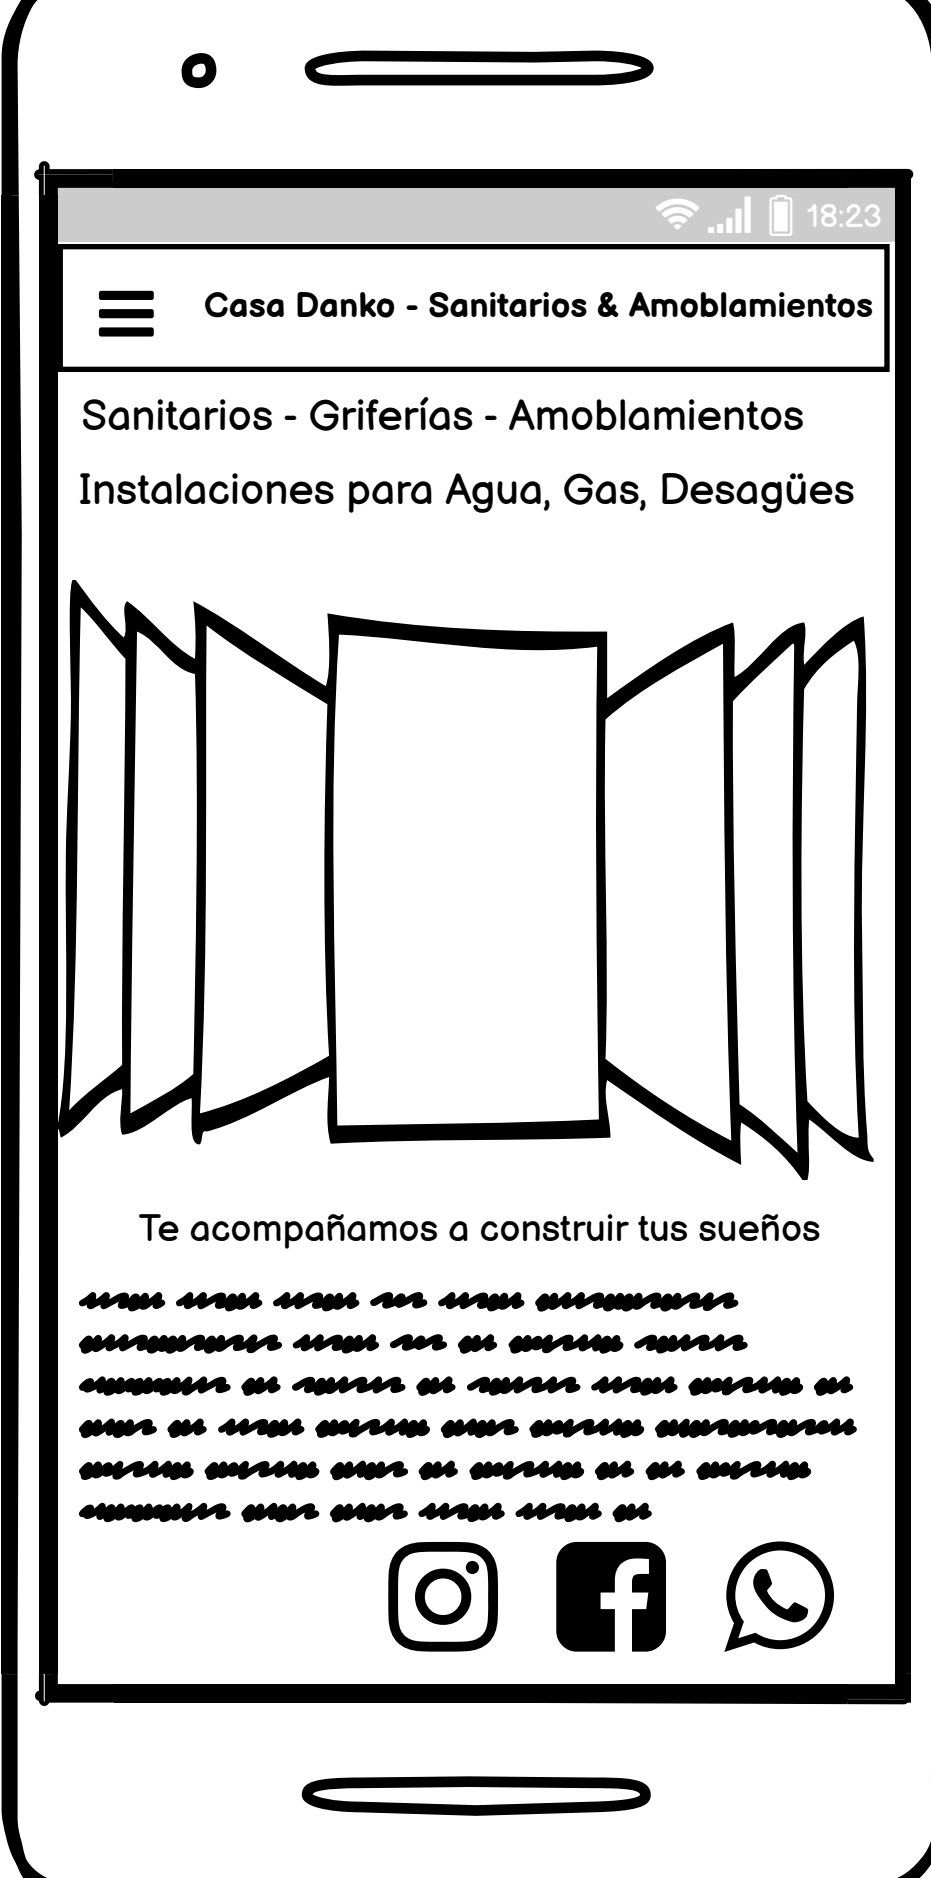 18:23
Casa Danko - Sanitarios & Amoblamientos
Sanitarios - Griferías - Amoblamientos
Instalaciones para Agua, Gas, Desagües
Te acompañamos a construir tus sueños